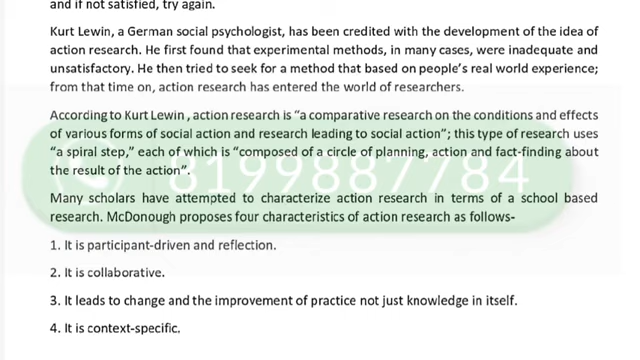 and if not satisfied, try again.
Kurt Lewin, a German social psychologist, has been credited with the development of the idea of
action research. He first found that experimental methods, in many cases, were inadequate and
unsatisfactory. He then tried to seek for a method that based on people's real world experience;
from that time on, action research has entered the world of researchers.
According to Kurt Lewin , action research is "a comparative research on the conditions and effects
of various forms of social action and research leading to social action"; this type of research uses
"a spiral step," each of which is "composed of a circle of planning, action and fact-finding about
the result of the action".
8199887784
Many scholars have attempted to characterize action research in terms of a school based
research. McDonough proposes four characteristics of action research as follows-
1. It is participant-driven and reflection.
2. It is collaborative.
3. It leads to change and the improvement of practice not just knowledge in itself.
4. It is context-specific.